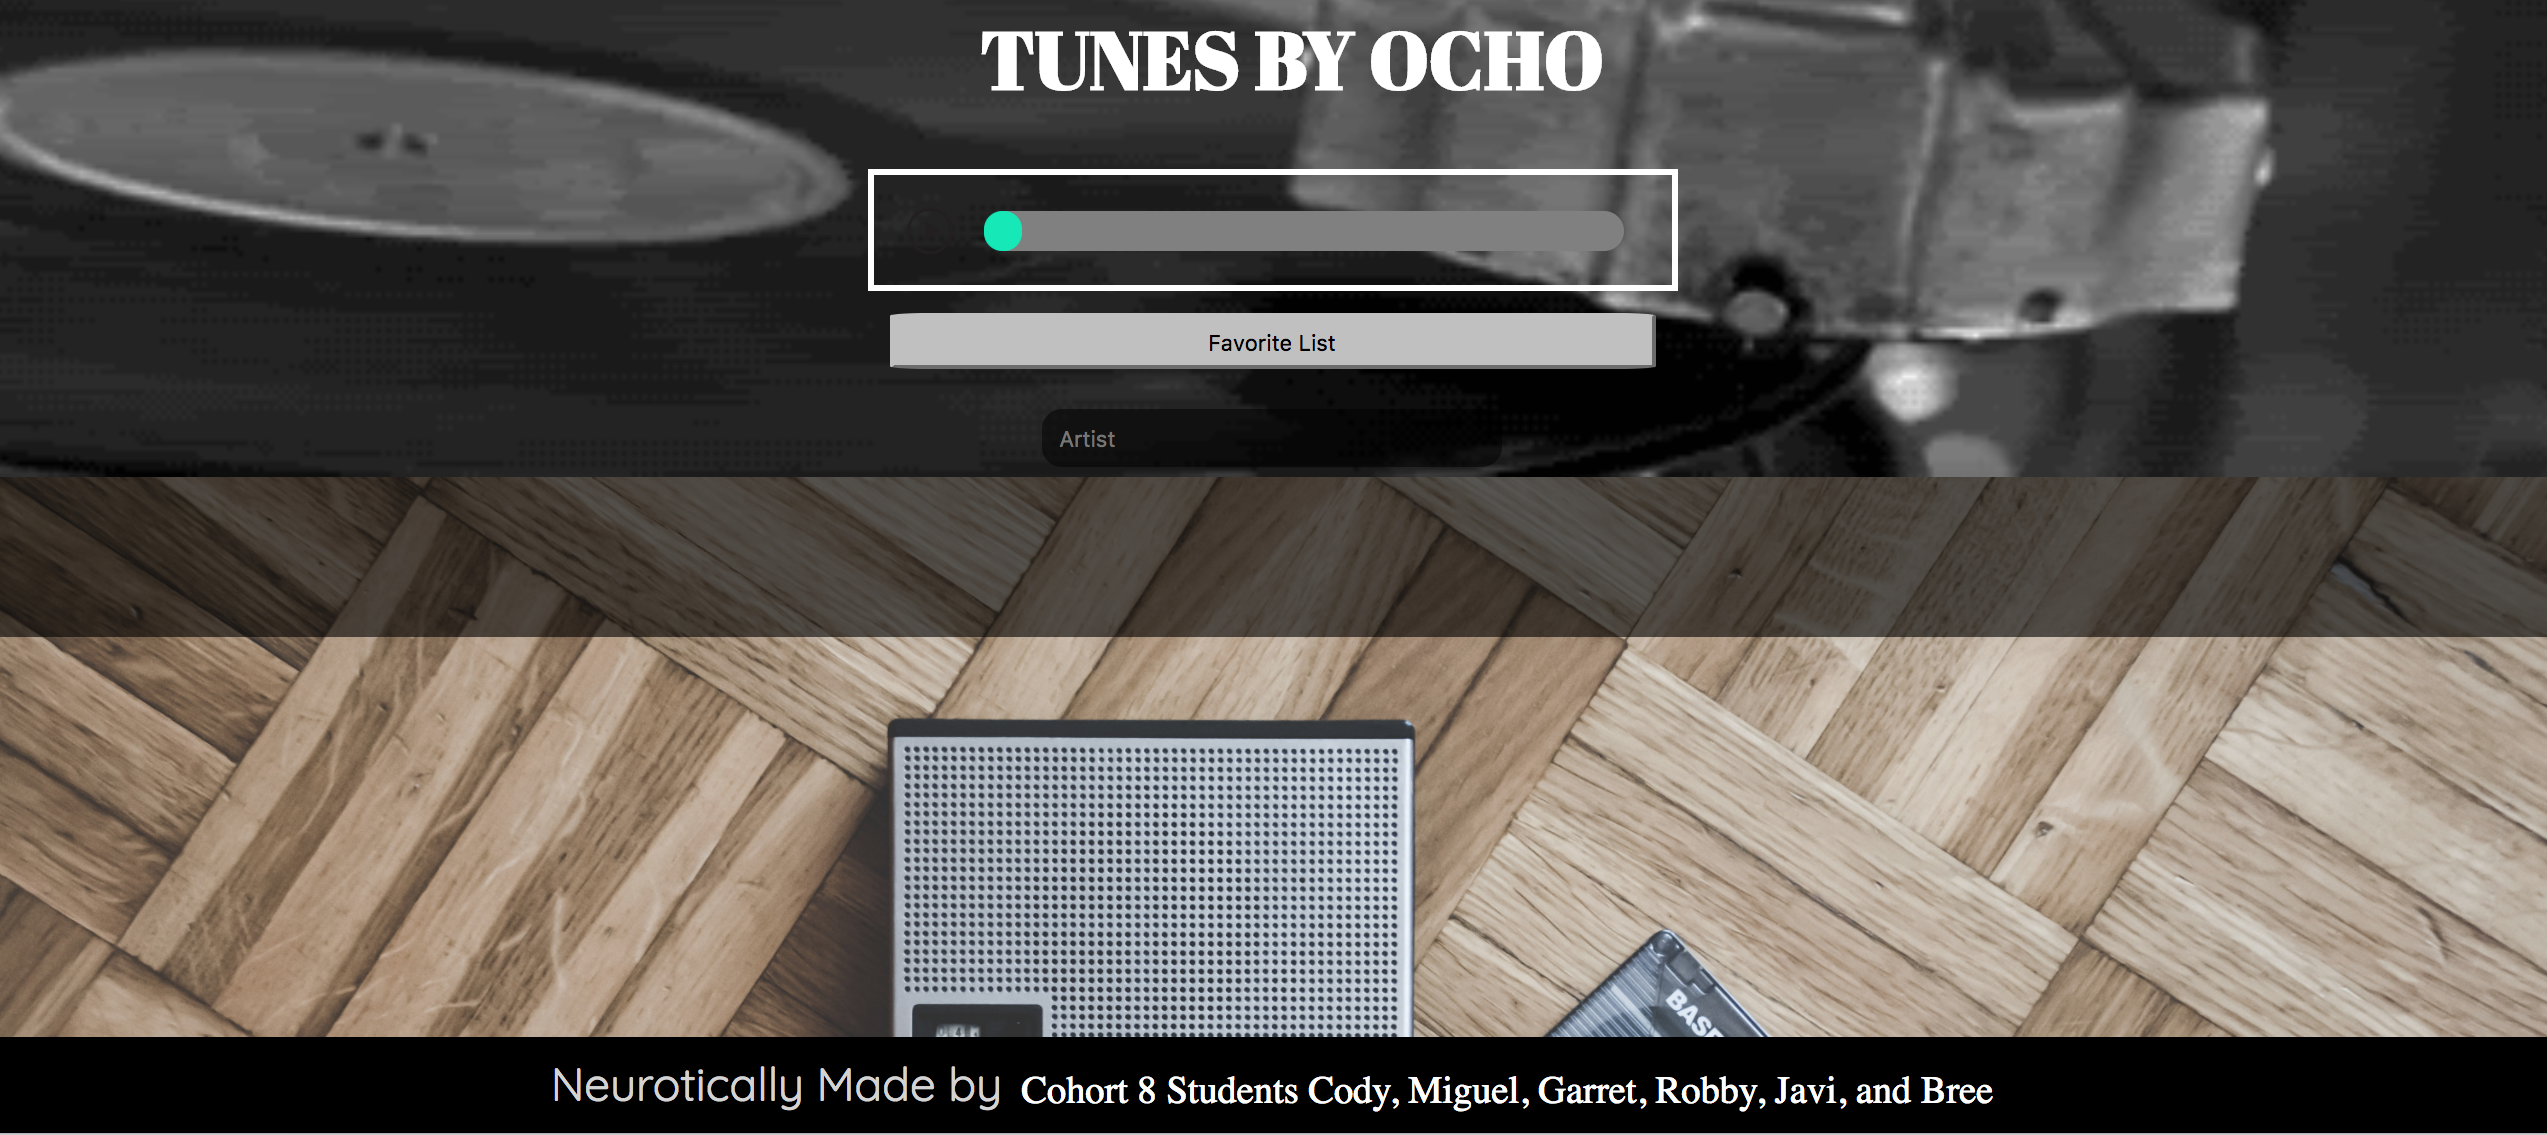 TUNES BY OCHO
Favorite List
Artist
BASF
Neurotically Made by Cohort 8 Students Cody, Miguel, Garret, Robby, Javi, and Bree